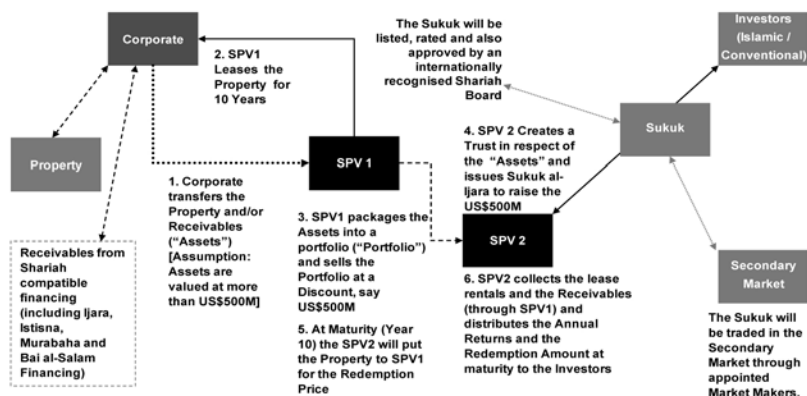 Corporate
2. SPV1
Leases the
Property for
10 Years
The Sukuk will be
listed, rated and also
approved by an
internationally
recognised Shariah
Board
Investors
(Islamic /
Conventional)
Property
SPV 1
Sukuk
1. Corporate
transfers the
Property and/or
Receivables
(“Assets”)
[Assumption:
Assets are
valued at more
than US$500M]
3. SPV1 packages the
Assets into a
portfolio (“Portfolio”)
and sells the
Portfolio at a
Discount, say
US$500M
4. SPV 2 Creates a
Trust in respect
of the “Assets” and
issues Sukuk al-
Ijara to raise the
US$500M
SPV 2
Receivables from
Shariah
compatible
financing
(including Ijara,
Istisna,
Murabaha and
Bai al-Salam
Financing)
5. At Maturity (Year
10) the SPV2 will put
the Property to SPV1
for the Redemption
Price
6. SPV2 collects the lease
rentals and the Receivables
(through SPV1) and
distributes the Annual
Returns and the
Redemption Amount at
maturity to the Investors
Secondary
Market
The Sukuk will
be traded in the
Secondary
Market through
appointed
Market Makers.